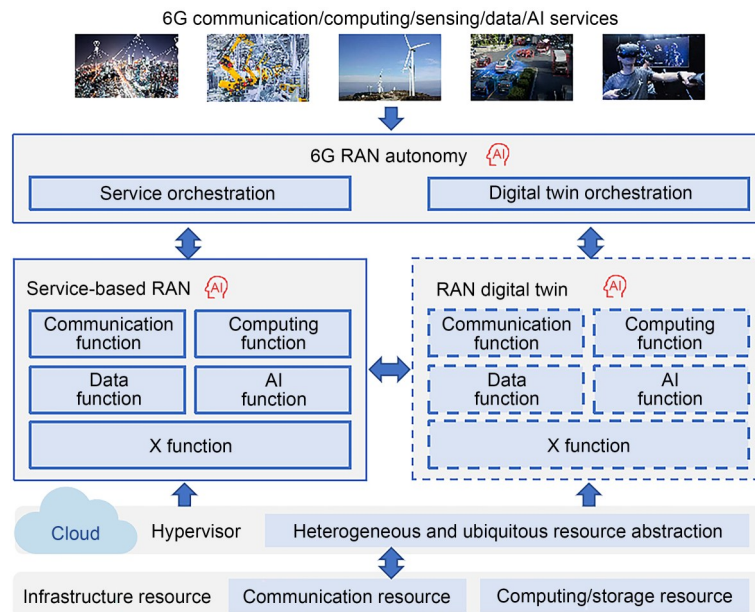 6G communication/computing/sensing/data/AI services
6G RAN autonomy AI
Service orchestration
Digital twin orchestration
Service-based RAN AI
Communication
function
Computing
function
Data
function
AI
function
X function
RAN digital twin AI
Communication
function
Computing
function
Data
function
AI
function
X function
Cloud
Hypervisor
Heterogeneous and ubiquitous resource abstraction
Infrastructure resource
Communication resource
Computing/storage resource